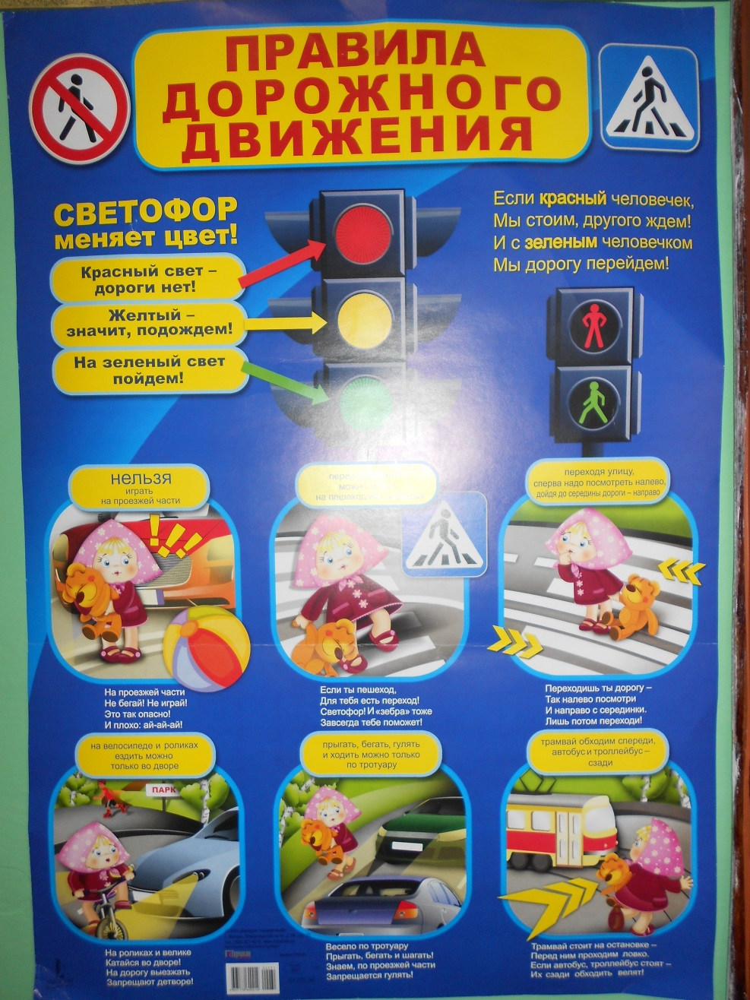 ПРАВИЛА
ДОРОЖНОГО
ДВИЖЕНИЯ
СВЕТОФОР
меняет цвет!
Красный свет –
дороги нет!
Желтый –
значит, подождем!
На зеленый свет
пойдем!
Если красный человечек,
Мы стоим, другого ждем!
И с зеленым человечком
Мы дорогу перейдем!
нельзя
играть
на проезжей части
на
переходя улицу,
сперва надо посмотреть налево,
дойдя до середины дороги – направо
На проезжей части
Не бегай! Не играй!
Это так опасно!
И плохо: ай-ай-ай!
Если ты пешеход,
Для тебя есть переход!
Светофор! И «зебра» тоже
Завсегда тебе поможет!
Переходишь ты дорогу –
Так налево посмотри
И направо с серединки.
Лишь потом переходи!
на велосипеде и роликах
ездить можно
только во дворе
прыгать, бегать, гулять
и ходить можно только
по тротуару
трамвай обходим спереди,
автобус и троллейбус –
сзади
ПАРК
На роликах и велике
Катайся во дворе!
На дорогу выезжать
Запрещают детворе!
Весело по тротуару
Прыгать, бегать и шагать!
Знаем, по проезжей части
Запрещается гулять!
Трамвай стоит на остановке –
Перед ним проходим ловко.
Если автобус, троллейбус стоят –
Их сзади обходить велят!